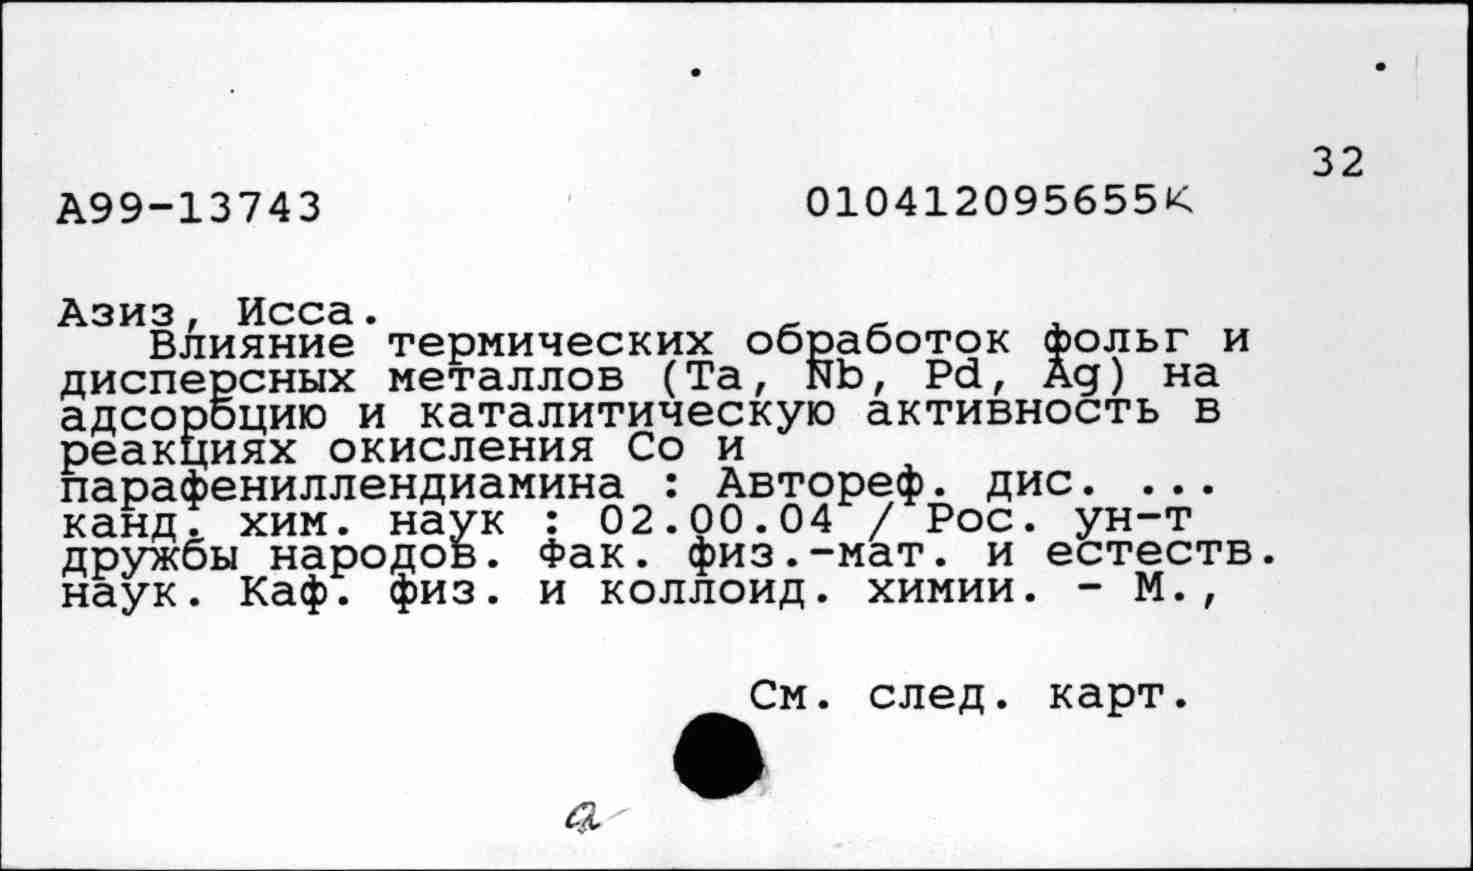 32
А99-13743 010412095655К
Азиз, Исса.
Влияние термических обработок фольг и
дисперсных металлов (Ta, Nb, Pd, Ag) на
адсорбцию и каталитическую активность в
реакциях окисления Co и
парафениллендиамина : Автореф. дис. ...
канд. хим. наук : 02.00.04 / Рос. ун-т
дружбы народов. Фак. физ.-мат. и естеств.
наук. Каф. физ. и коллоид. химии. - М.,
См. след. карт.
а